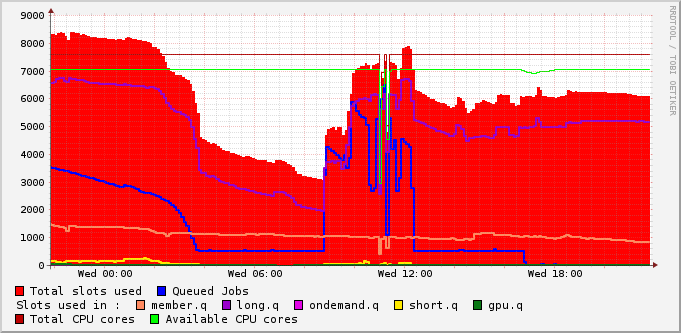 9000
8000
7000
6000
5000
4000
3000
2000
1000
0
Wed 00:00 Wed 06:00 Wed 12:00 Wed 18:00
Total slots used Queued Jobs
Slots used in : member.q long.q ondemand.q short.q gpu.q
Total CPU cores Available CPU cores
RRDTOOL / TOBI OETIKER